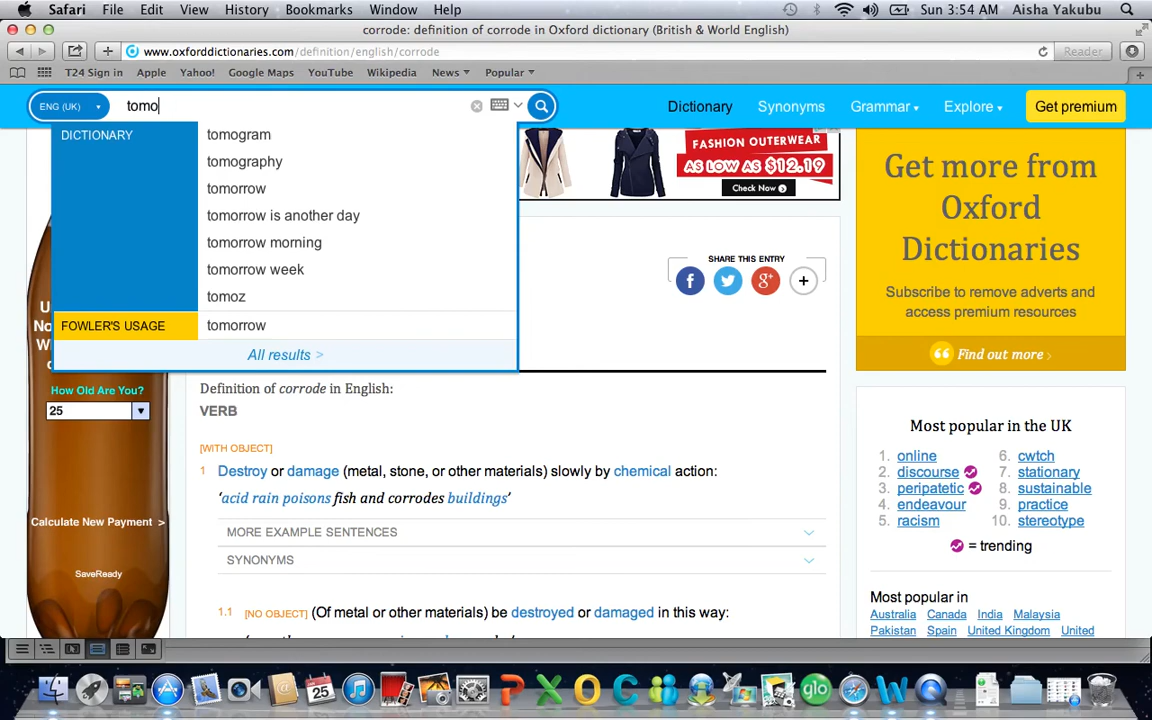 Safari File Edit View History Bookmarks Window Help Sun 3:54 AM Aisha Yakubu
corrode: definition of corrode in Oxford dictionary (British & World English)
www.oxforddictionaries.com/definition/english/corrode Reader
T24 Sign in Apple Yahoo! Google Maps YouTube Wikipedia News Popular
ENG (UK) tomo Dictionary Synonyms Grammar Explore Get premium
DICTIONARY tomogram
tomography
tomorrow
tomorrow is another day
tomorrow morning
tomorrow week
tomoz
FOWLER'S USAGE tomorrow
All results >
FASHION OUTERWEAR
AS LOW AS $12.19
Check Now
SHARE THIS ENTRY
f g+ +
Get more from
Oxford
Dictionaries
Subscribe to remove adverts and
access premium resources
Find out more ›
How Old Are You?
25
Calculate New Payment >
SaveReady
Definition of corrode in English:
VERB
[WITH OBJECT]
1 Destroy or damage (metal, stone, or other materials) slowly by chemical action:
‘acid rain poisons fish and corrodes buildings’
MORE EXAMPLE SENTENCES
SYNONYMS
1.1 [NO OBJECT] (Of metal or other materials) be destroyed or damaged in this way:
Most popular in the UK
1. online 6. cwtch
2. discourse 7. stationary
3. peripatetic 8. sustainable
4. endeavour 9. practice
5. racism 10. stereotype
= trending
Most popular in
Australia Canada India Malaysia
Pakistan Spain United Kingdom United
25
glo